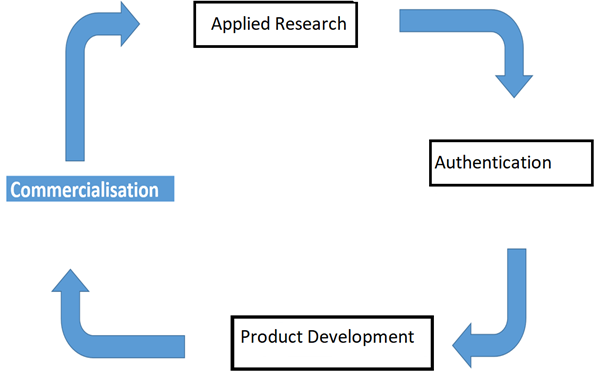 Applied Research
Authentication
Product Development
Commercialisation